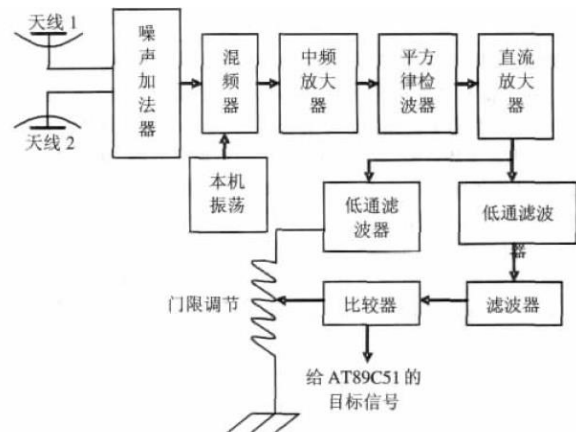 天线 1
天线 2
噪
声
加
法
器
混
频
器
中频
放大
器
平方
律检
波器
直流
放大
器
本机
振荡
低通滤
波器
低通滤波
器
门限调节
比较器
滤波器
给 AT89C51 的
目标信号